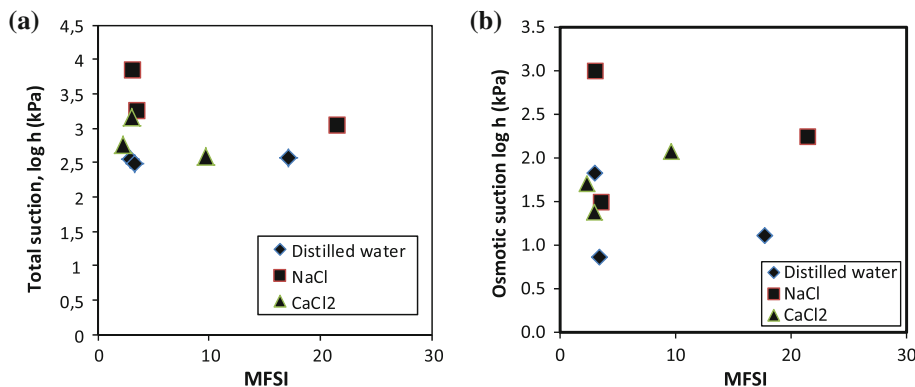 (a)
4,5
4
3,5
3
2,5
2
1,5
1
0,5
0
Total suction, log h (kPa)
Distilled water
NaCl
CaCl2
0 10 20 30
MFSI
(b)
3.5
3.0
2.5
2.0
1.5
1.0
0.5
0.0
Osmotic suction log h (kPa)
Distilled water
NaCl
CaCl2
0 10 20 30
MFSI